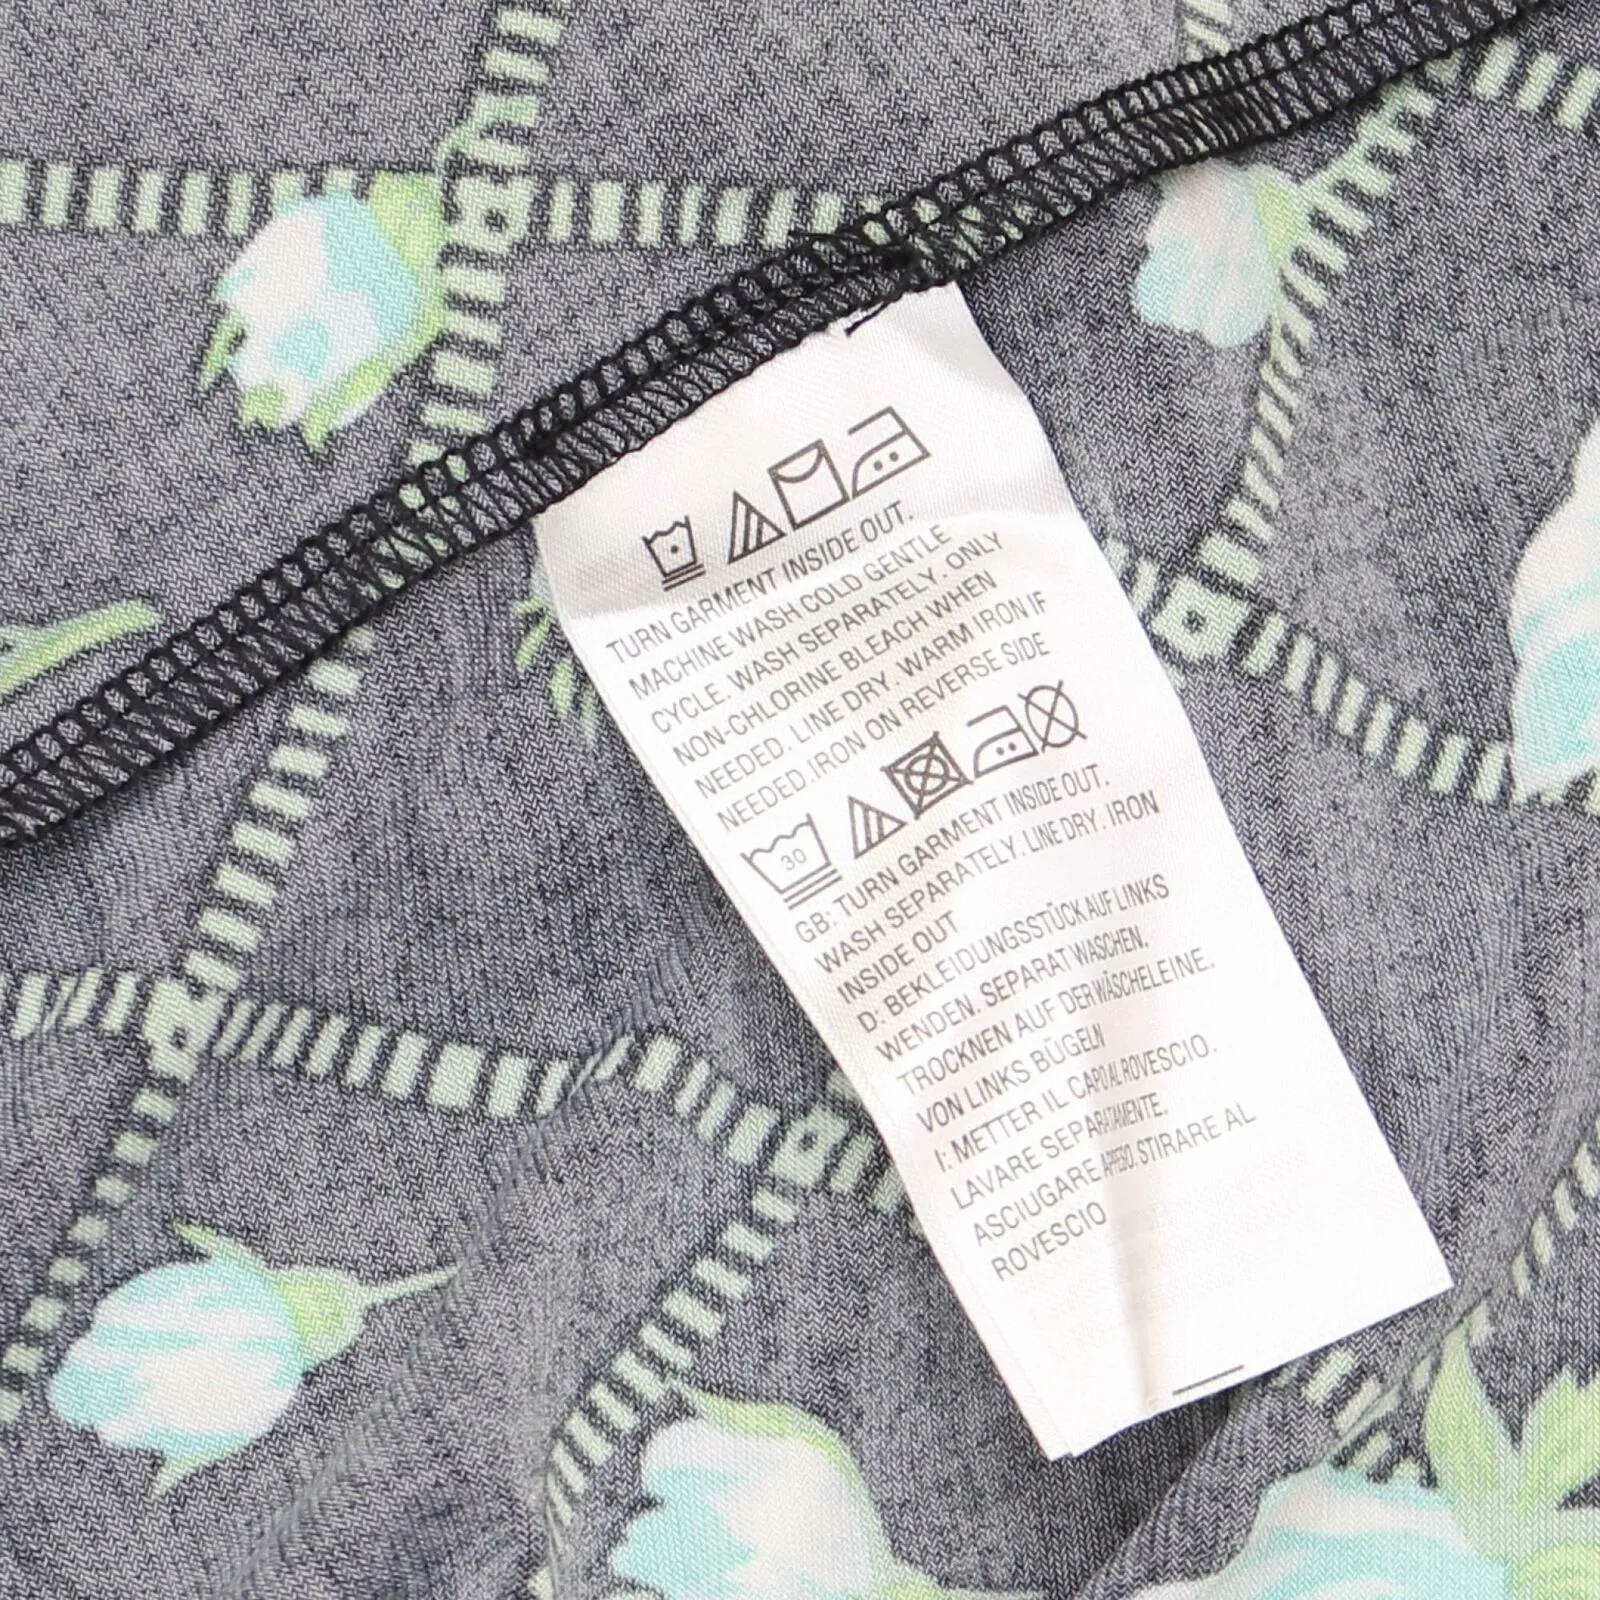 TURN GARMENT INSIDE OUT.
MACHINE WASH COLD GENTLE
CYCLE. WASH SEPARATELY. ONLY
NON-CHLORINE BLEACH WHEN
NEEDED. LINE DRY. WARM IRON IF
NEEDED.IRON ON REVERSE SIDE
30
GB: TURN GARMENT INSIDE OUT.
WASH SEPARATELY. LINE DRY. IRON
INSIDE OUT
D: BEKLEIDUNGSSTÜCK AUF LINKS
WENDEN. SEPARAT WASCHEN.
TROCKNEN AUF DER WÄSCHELEINE.
VON LINKS BÜGELN
I: METTER IL CAPO AL ROVESCIO.
LAVARE SEPARATAMENTE.
ASCIUGARE APPESO. STIRARE AL
ROVESCIO